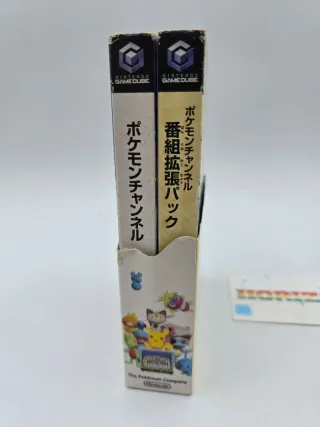 NINTENDO
GAMECUBE
NINTENDO
GAMECUBE
ポケモンチャンネル
ポケモンチャンネル
番組拡張パック
The Pokémon Company
Nintendo